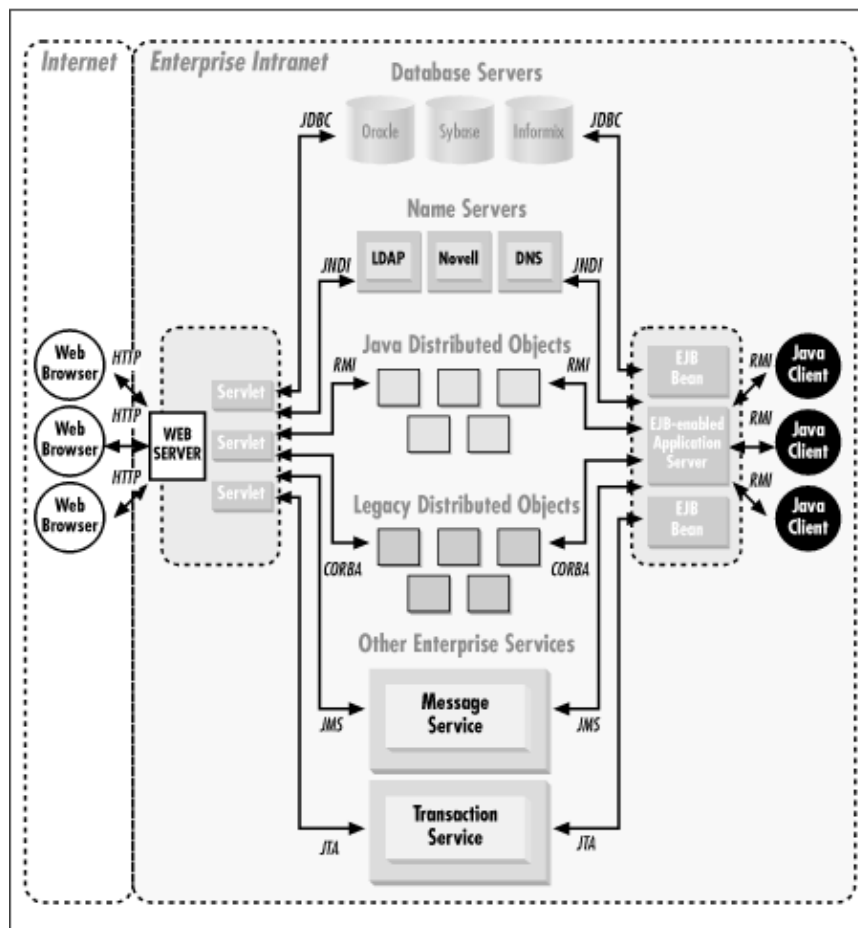 Internet
Enterprise Intranet
Database Servers
JDBC
Oracle
Sybase
Informix
JDBC
Name Servers
JNDI
LDAP
Novell
DNS
JNDI
Java Distributed Objects
RMI
RMI
Web
Browser
HTTP
Web
Browser
HTTP
Web
Browser
HTTP
WEB
SERVER
Servlet
Servlet
Servlet
EJB
Bean
EJB-enabled
Application
Server
EJB
Bean
RMI
Java
Client
RMI
Java
Client
RMI
Java
Client
Legacy Distributed Objects
CORBA
CORBA
Other Enterprise Services
Message
Service
JMS
JMS
Transaction
Service
JTA
JTA